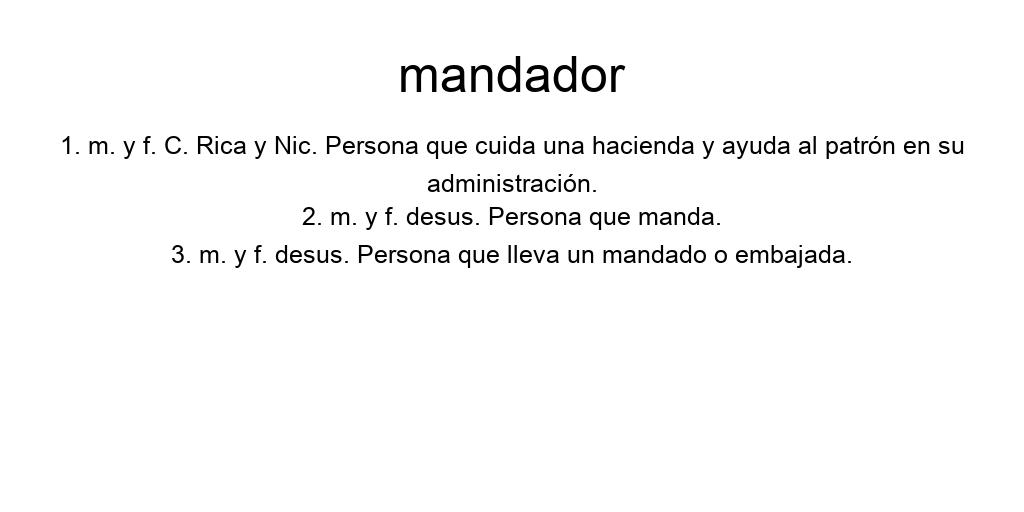 mandador
1. m. y f. C. Rica y Nic. Persona que cuida una hacienda y ayuda al patrón en su
administración.
2. m. y f. desus. Persona que manda.
3. m. y f. desus. Persona que lleva un mandado o embajada.